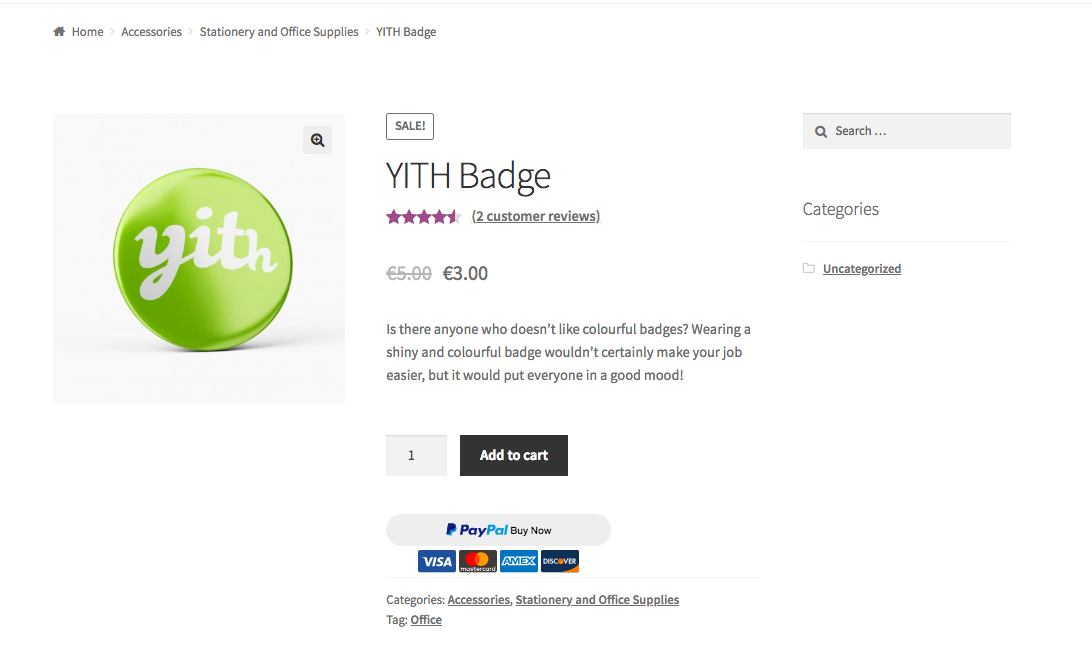 Home > Accessories > Stationery and Office Supplies > YITH Badge
yith
SALE!
YITH Badge
(2 customer reviews)
€5.00 €3.00
Is there anyone who doesn’t like colourful badges? Wearing a
shiny and colourful badge wouldn’t certainly make your job
easier, but it would put everyone in a good mood!
1 Add to cart
PayPal Buy Now
VISA mastercard AMEX DISCOVER
Categories: Accessories, Stationery and Office Supplies
Tag: Office
Search …
Categories
Uncategorized